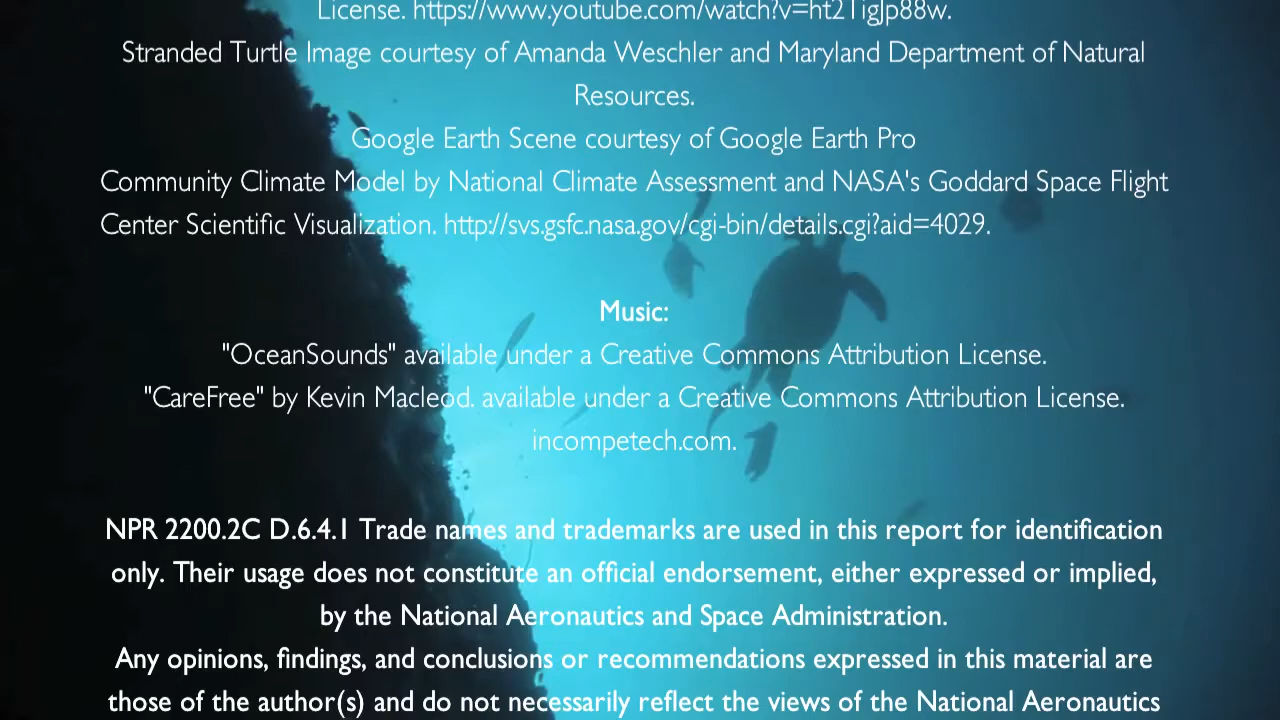 License. https://www.youtube.com/watch?v=ht2TigJp88w.
Stranded Turtle Image courtesy of Amanda Weschler and Maryland Department of Natural
Resources.
Google Earth Scene courtesy of Google Earth Pro
Community Climate Model by National Climate Assessment and NASA's Goddard Space Flight
Center Scientific Visualization. http://svs.gsfc.nasa.gov/cgi-bin/details.cgi?aid=4029.
Music:
"OceanSounds" available under a Creative Commons Attribution License.
"CareFree" by Kevin Macleod. available under a Creative Commons Attribution License.
incompetech.com.
NPR 2200.2C D.6.4.1 Trade names and trademarks are used in this report for identification
only. Their usage does not constitute an official endorsement, either expressed or implied,
by the National Aeronautics and Space Administration.
Any opinions, findings, and conclusions or recommendations expressed in this material are
those of the author(s) and do not necessarily reflect the views of the National Aeronautics